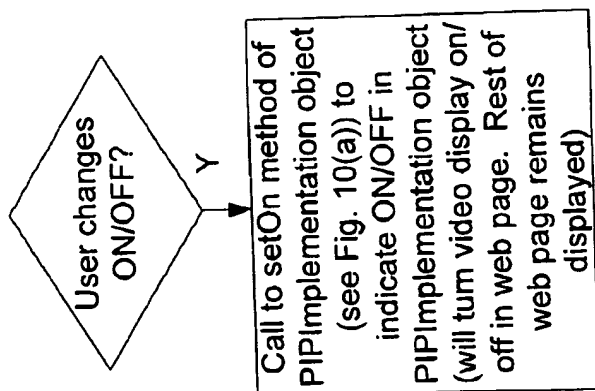 User changes
ON/OFF?
Y
Call to setOn method of
PIPImplementation object
(see Fig. 10(a)) to
indicate ON/OFF in
PIPImplementation object
(will turn video display on/
off in web page. Rest of
web page remains
displayed)